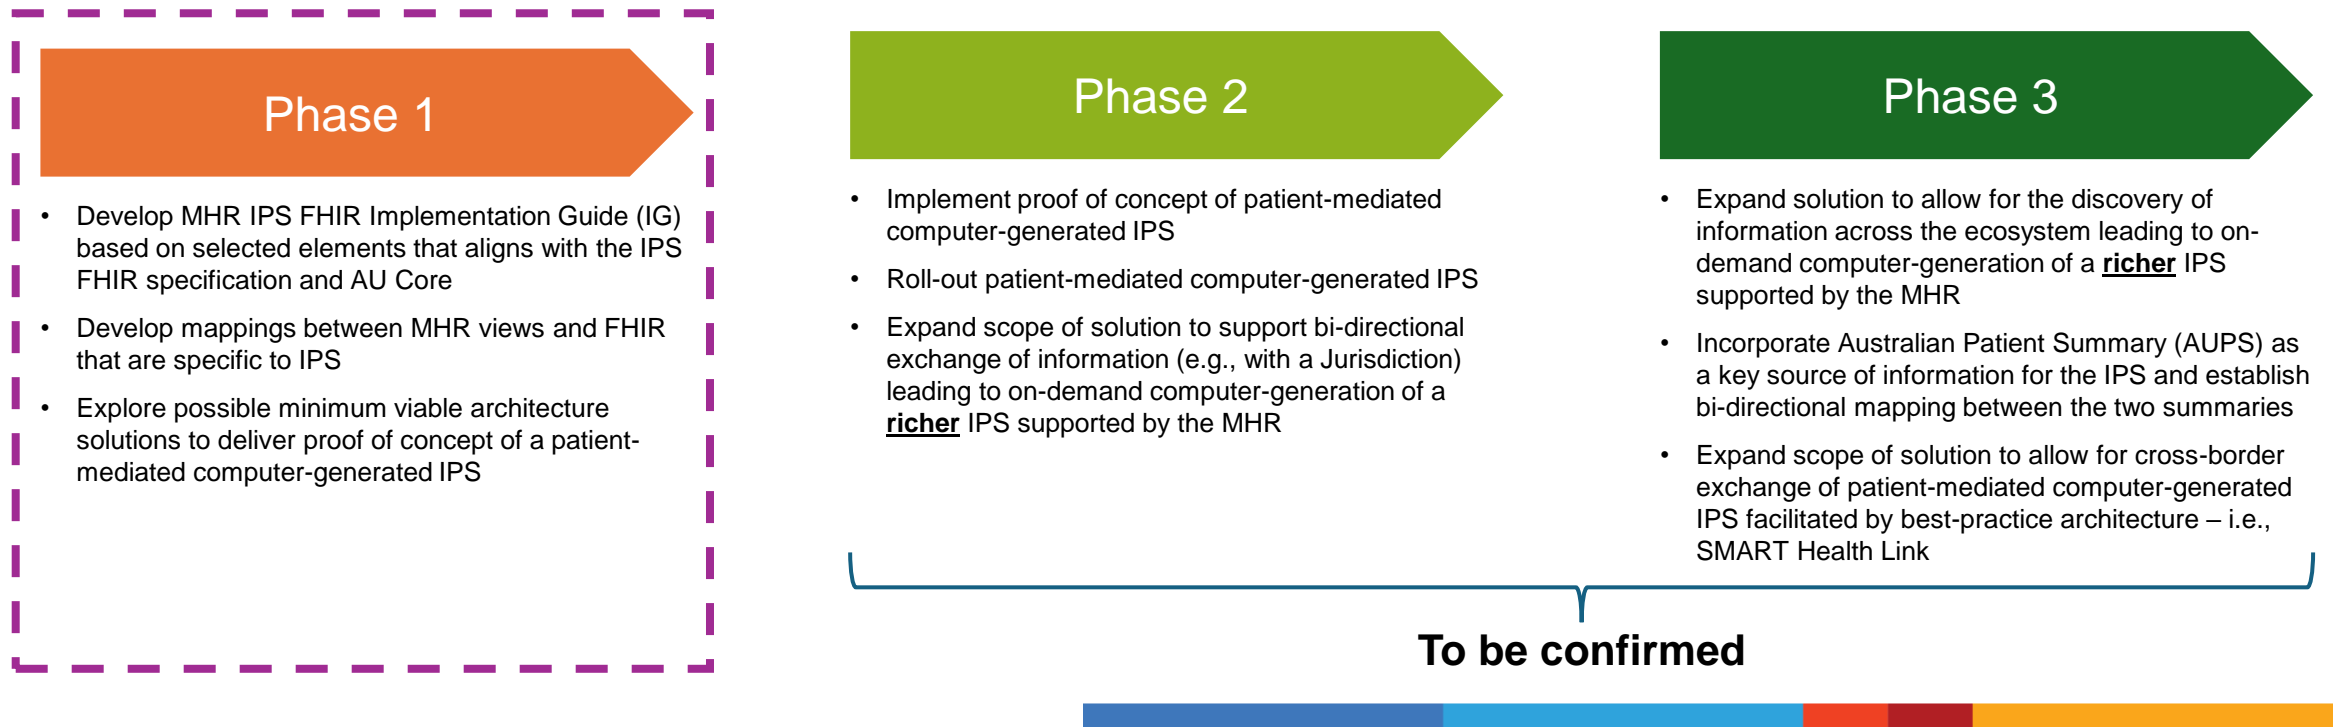 Phase 1
• Develop MHR IPS FHIR Implementation Guide (IG)
based on selected elements that aligns with the IPS
FHIR specification and AU Core
• Develop mappings between MHR views and FHIR
that are specific to IPS
• Explore possible minimum viable architecture
solutions to deliver proof of concept of a patient-
mediated computer-generated IPS
Phase 2
• Implement proof of concept of patient-mediated
computer-generated IPS
• Roll-out patient-mediated computer-generated IPS
• Expand scope of solution to support bi-directional
exchange of information (e.g., with a Jurisdiction)
leading to on-demand computer-generation of a
richer IPS supported by the MHR
Phase 3
• Expand solution to allow for the discovery of
information across the ecosystem leading to on-
demand computer-generation of a richer IPS
supported by the MHR
• Incorporate Australian Patient Summary (AUPS) as
a key source of information for the IPS and establish
bi-directional mapping between the two summaries
• Expand scope of solution to allow for cross-border
exchange of patient-mediated computer-generated
IPS facilitated by best-practice architecture – i.e.,
SMART Health Link
To be confirmed